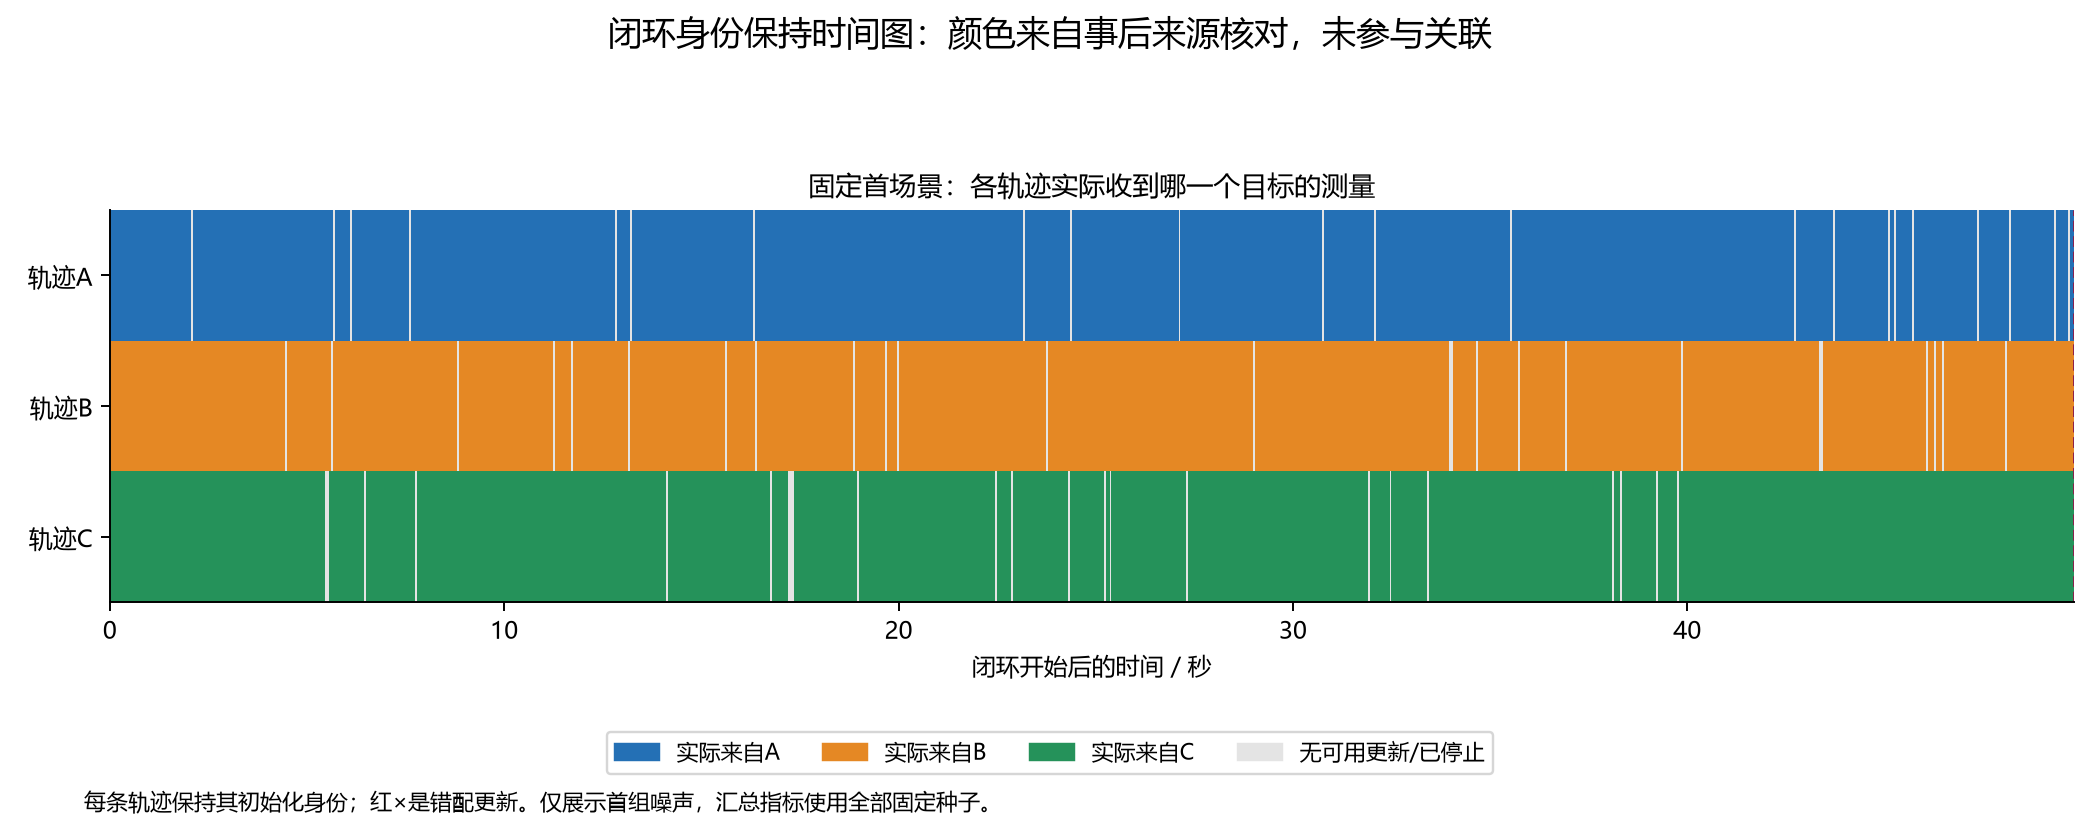 闭环身份保持时间图：颜色来自事后来源核对，未参与关联
固定首场景：各轨迹实际收到哪一个目标的测量
轨迹A
轨迹B
轨迹C
0 10 20 30 40
闭环开始后的时间 / 秒
实际来自A 实际来自B 实际来自C 无可用更新/已停止
每条轨迹保持其初始化身份；红×是错配更新。仅展示首组噪声，汇总指标使用全部固定种子。